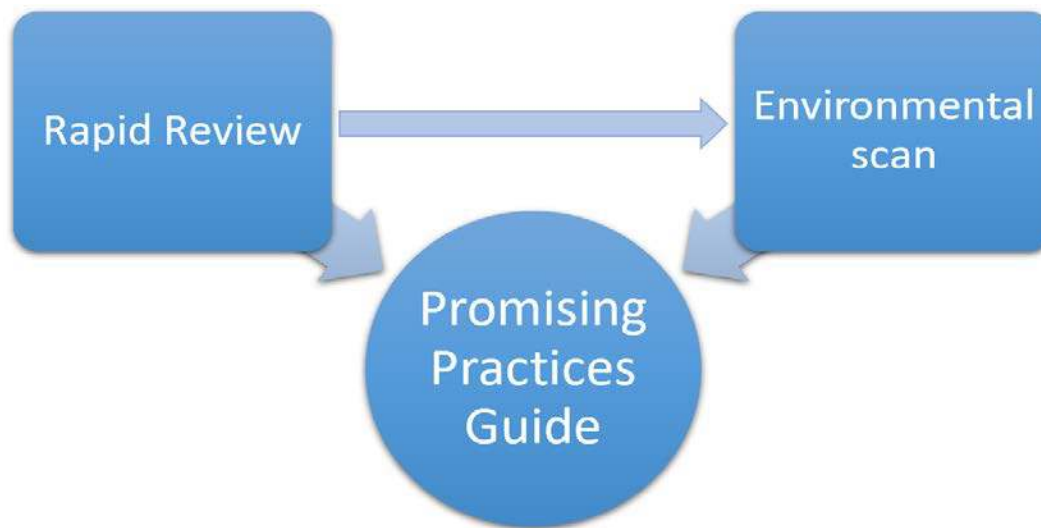 Rapid Review
Environmental
scan
Promising
Practices
Guide